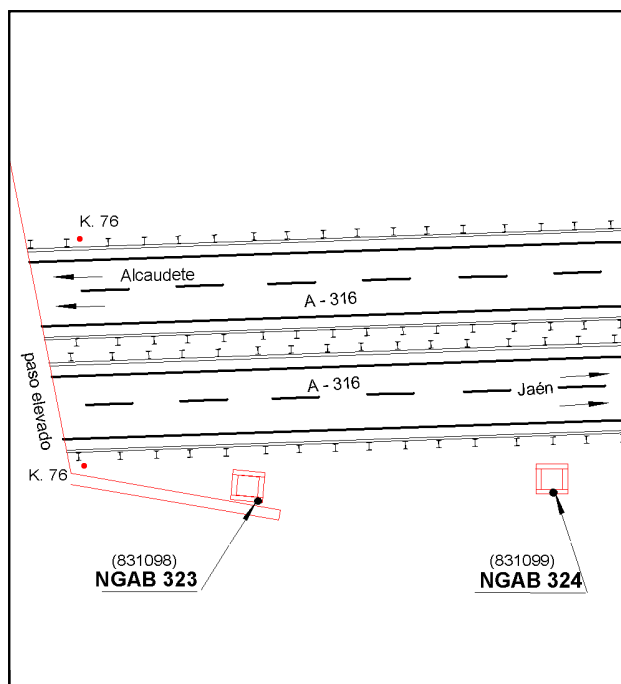 K. 76
Alcaudete
A - 316
paso elevado
A - 316
Jaén
K. 76
(831098)
NGAB 323
(831099)
NGAB 324